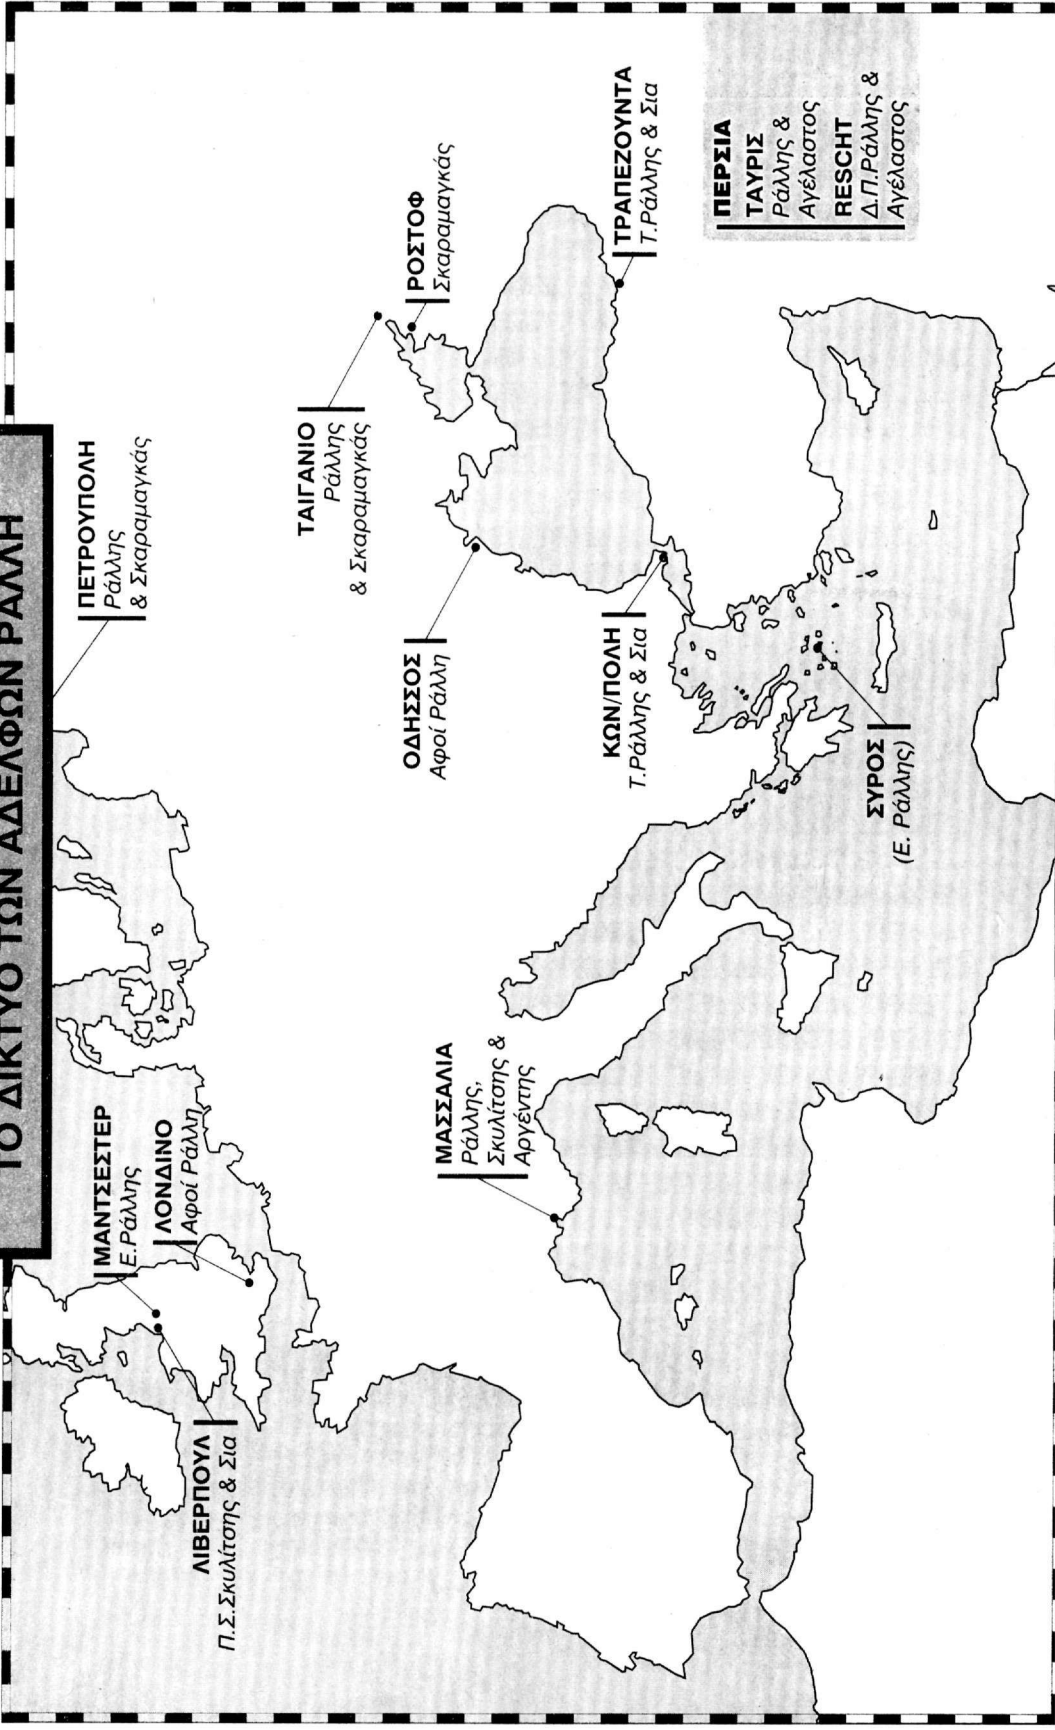 ΤΟ ΔΙΚΤΥΟ ΤΩΝ ΑΔΕΛΦΩΝ ΡΑΛΛΗ
ΠΕΤΡΟΥΠΟΛΗ
Ράλλης
& Σκαραμαγκάς
ΜΑΝΤΣΕΣΤΕΡ
Ε.Ράλλης
ΛΟΝΔΙΝΟ
Αφοί Ράλλη
ΛΙΒΕΡΠΟΥΛ
Π.Σ.Σκυλίτσης & Σια
ΤΑΙΓΑΝΙΟ
Ράλλης
& Σκαραμαγκάς
ΡΟΣΤΟΦ
Σκαραμαγκάς
ΟΔΗΣΣΟΣ
Αφοί Ράλλη
ΜΑΣΣΑΛΙΑ
Ράλλης,
Σκυλίτσης &
Αργέντης
ΚΩΝ/ΠΟΛΗ
Τ.Ράλλης & Σια
ΤΡΑΠΕΖΟΥΝΤΑ
Τ.Ράλλης & Σια
ΣΥΡΟΣ
(Ε. Ράλλης)
ΠΕΡΣΙΑ
ΤΑΥΡΙΣ
Ράλλης &
Αγέλαστος
RESCHT
Δ.Π.Ράλλης &
Αγέλαστος